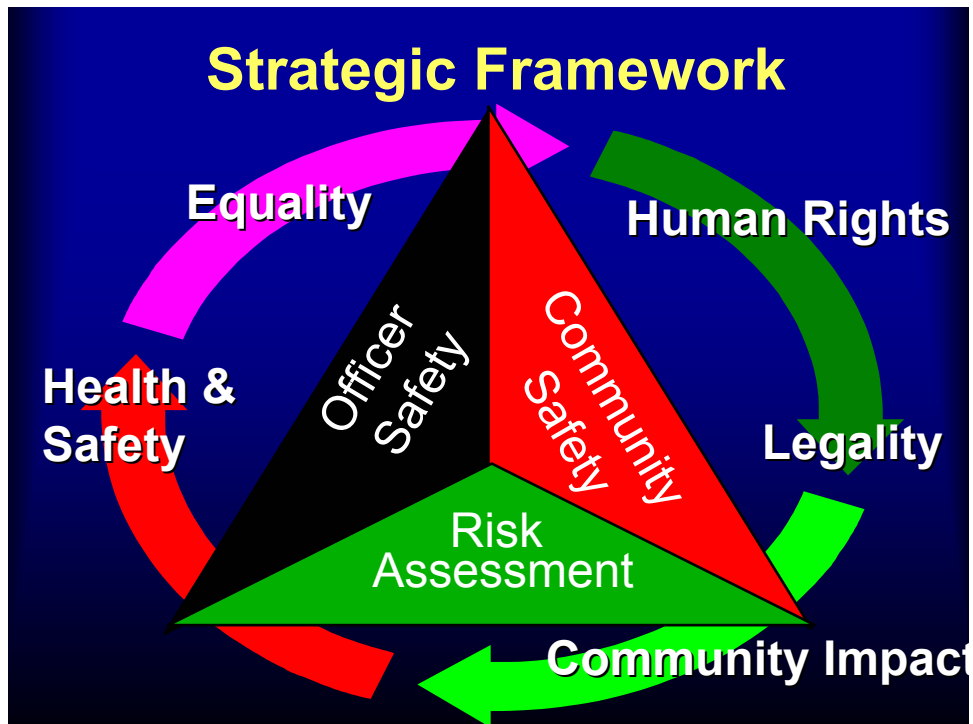 Strategic Framework
Equality
Human Rights
Officer
Safety
Community
Safety
Health &
Safety
Legality
Risk
Assessment
Community Impact